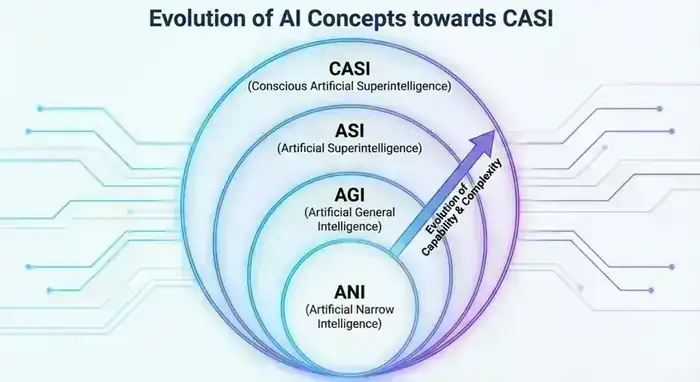 Evolution of AI Concepts towards CASI
CASI
(Conscious Artificial Superintelligence)
ASI
(Artificial Superintelligence)
AGI
(Artificial General
Intelligence)
Evolution of
Capability & Complexity
ANI
(Artificial Narrow
Intelligence)